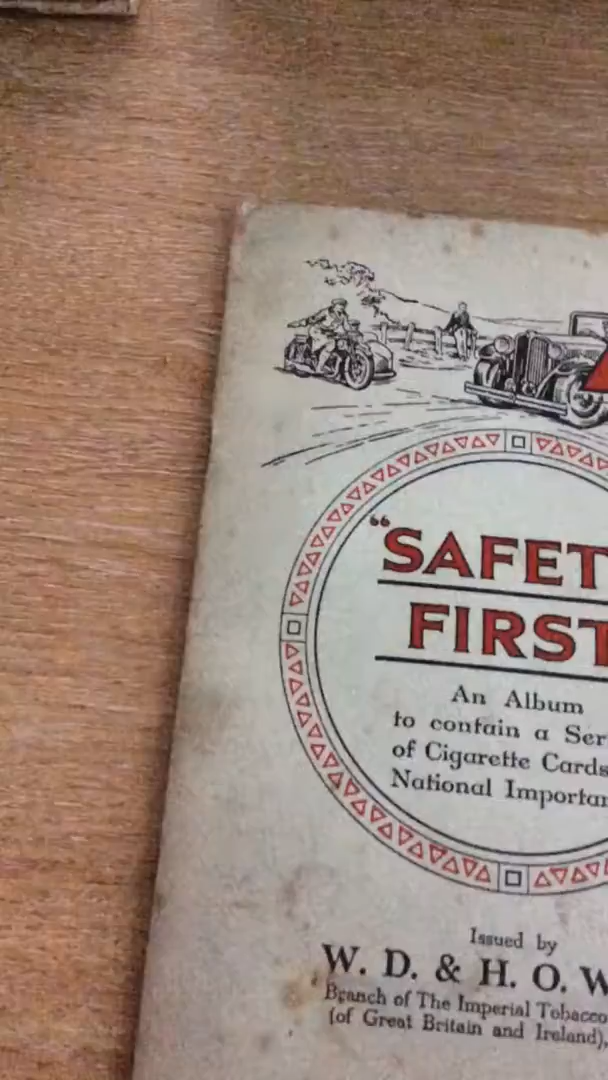 "SAFET
FIRST
An Album
to contain a Ser
of Cigarette Cards
National Importan
Issued by
W. D. & H. O. W
Branch of The Imperial Tobacco
(of Great Britain and Ireland),